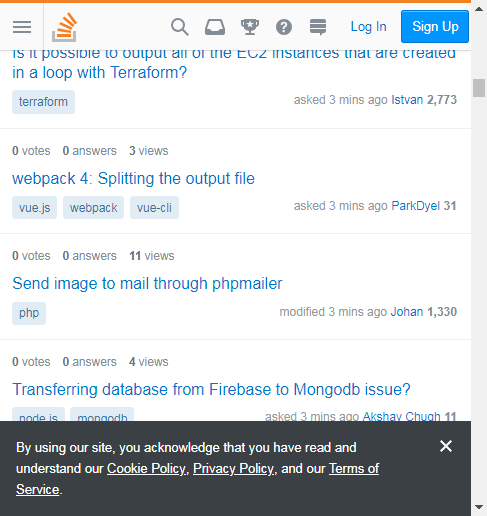 Log In
Sign Up
Is it possible to output all of the EC2 instances that are created
in a loop with Terraform?
terraform
asked 3 mins ago Istvan 2,773
0 votes 0 answers 3 views
webpack 4: Splitting the output file
vue.js webpack vue-cli
asked 3 mins ago ParkDyel 31
0 votes 0 answers 11 views
Send image to mail through phpmailer
php
modified 3 mins ago Johan 1,330
0 votes 0 answers 4 views
Transferring database from Firebase to Mongodb issue?
node.js mongodb
asked 3 mins ago Akshay Chugh 11
By using our site, you acknowledge that you have read and
understand our Cookie Policy, Privacy Policy, and our Terms of
Service.